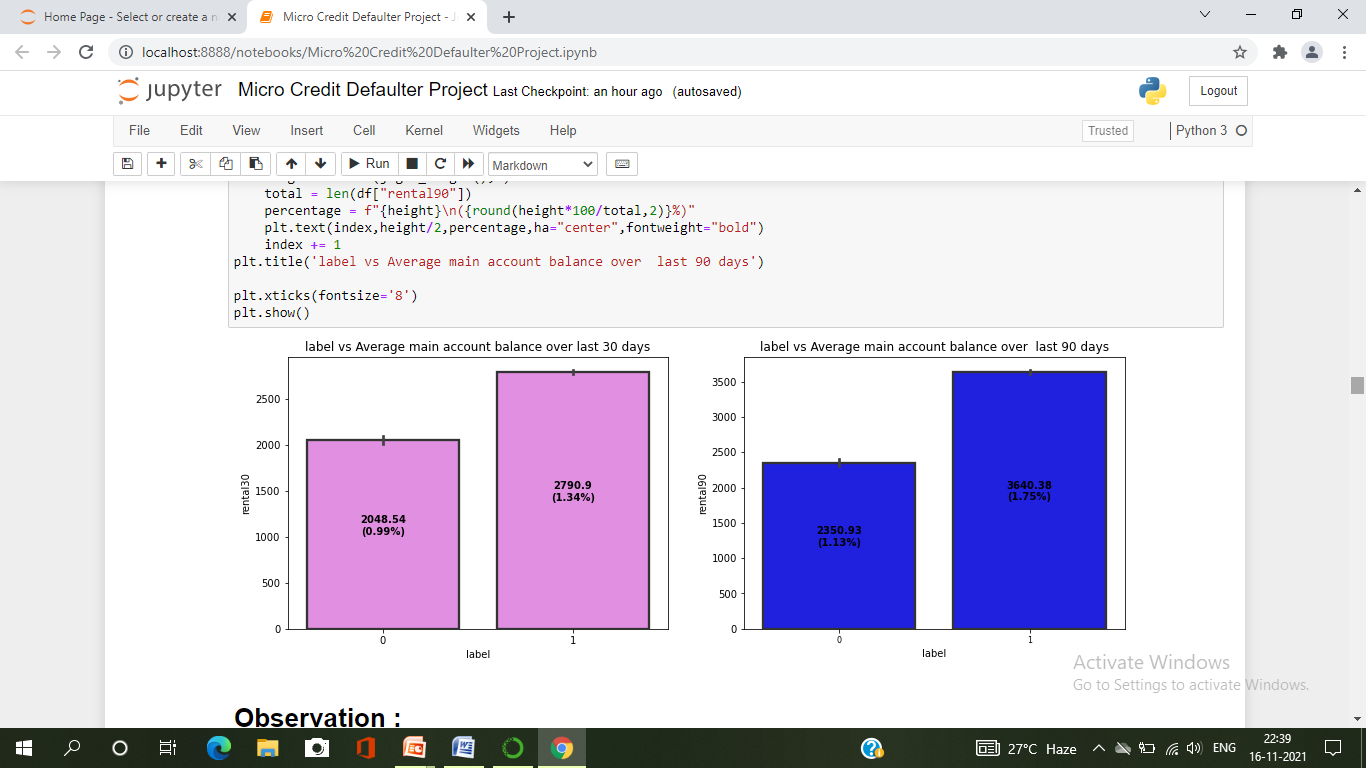 Home Page - Select or create a n
Micro Credit Defaulter Project - J
localhost:8888/notebooks/Micro%20Credit%20Defaulter%20Project.ipynb
jupyter Micro Credit Defaulter Project Last Checkpoint: an hour ago (autosaved)
Logout
File Edit View Insert Cell Kernel Widgets Help
Trusted
Python 3
Run
Markdown
total = len(df["rental90"])
percentage = f"{height}\n({round(height*100/total,2)}%)"
plt.text(index,height/2,percentage,ha="center",fontweight="bold")
index += 1
plt.title('label vs Average main account balance over  last 90 days')
plt.xticks(fontsize='8')
plt.show()
label vs Average main account balance over last 30 days
2500
2000
1500
1000
500
0
rental30
2048.54
(0.99%)
2790.9
(1.34%)
0 1
label
label vs Average main account balance over  last 90 days
3500
3000
2500
2000
1500
1000
500
0
rental90
2350.93
(1.13%)
3640.38
(1.75%)
0 1
label
Activate Windows
Go to Settings to activate Windows.
Observation :
27°C Haze
ENG
22:39
16-11-2021